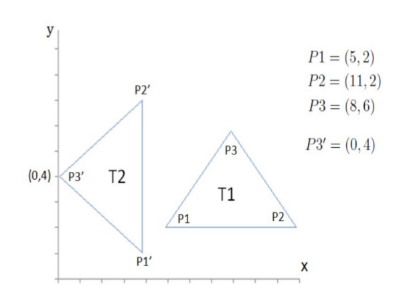 y
P1 = (5, 2)
P2 = (11, 2)
P3 = (8, 6)
P3′ = (0, 4)
P2′
(0,4)
P3′
T2
P1′
P3
T1
P1
P2
x